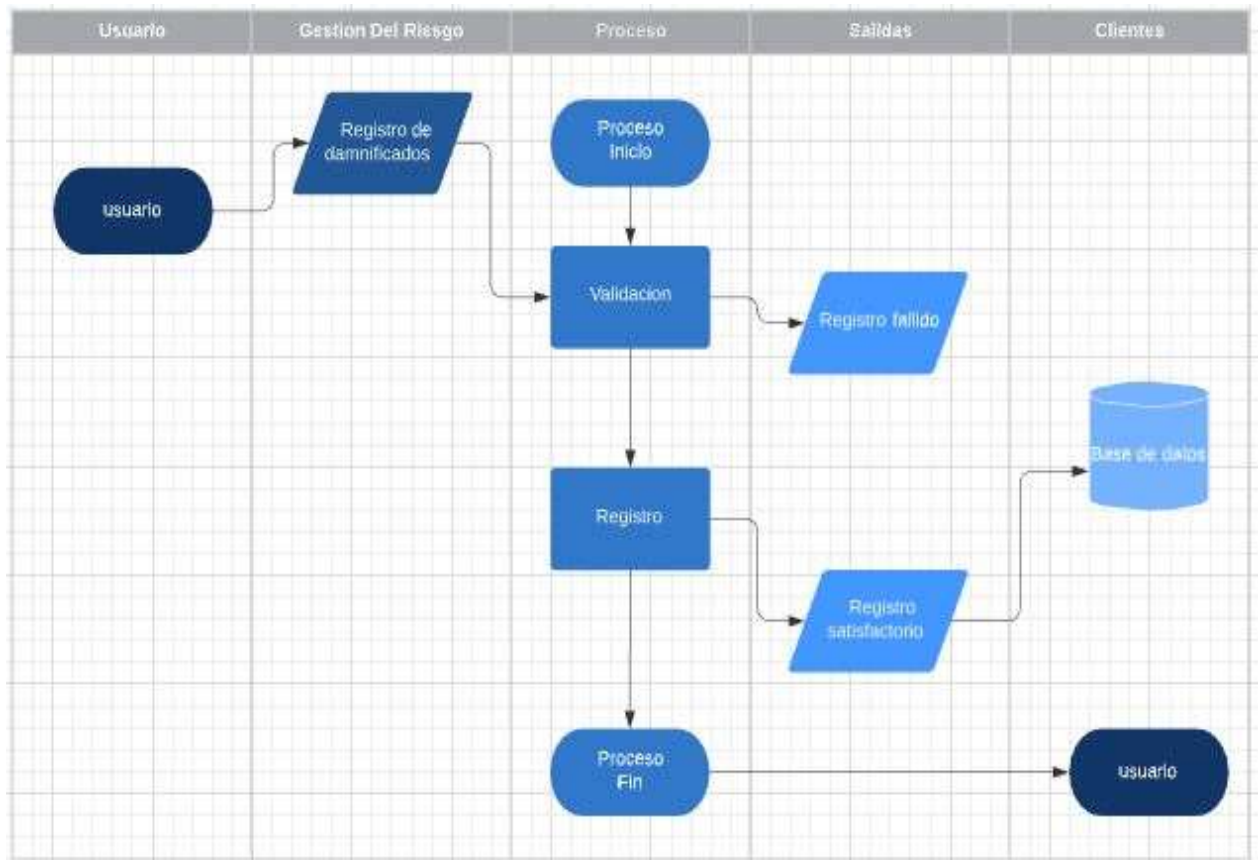 Usuario
Gestion Del Riesgo
Proceso
Salidas
Clientes
Registro de
damnificados
Proceso
Inicio
usuario
Validacion
Registro fallido
Base de datos
Registro
Registro
satisfactorio
Proceso
Fin
usuario